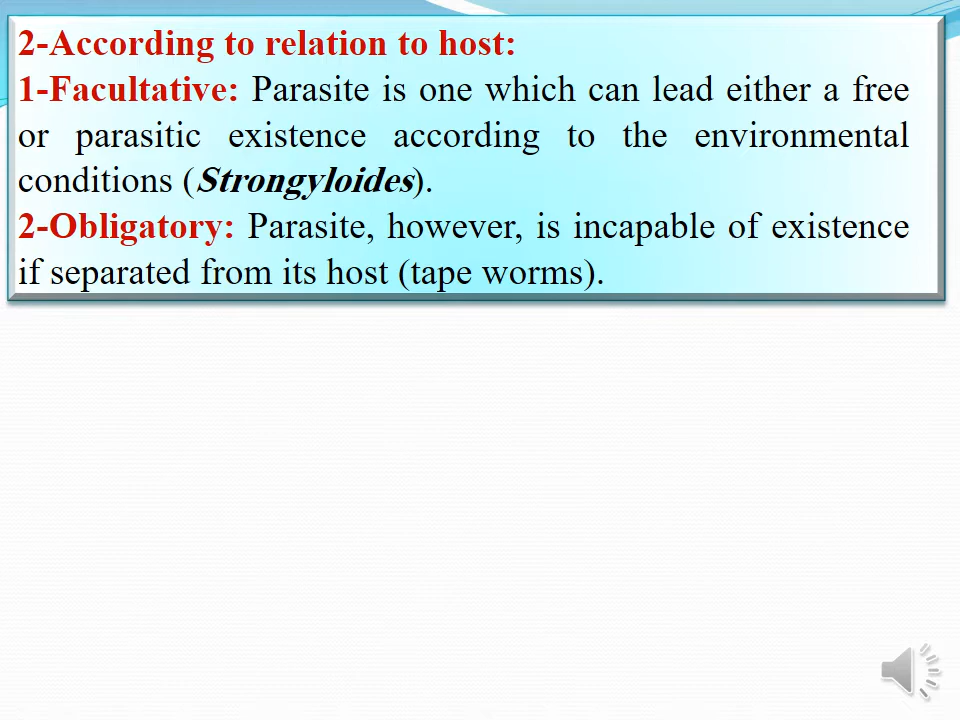 2-According to relation to host:
1-Facultative: Parasite is one which can lead either a free
or parasitic existence according to the environmental
conditions (Strongyloides).
2-Obligatory: Parasite, however, is incapable of existence
if separated from its host (tape worms).